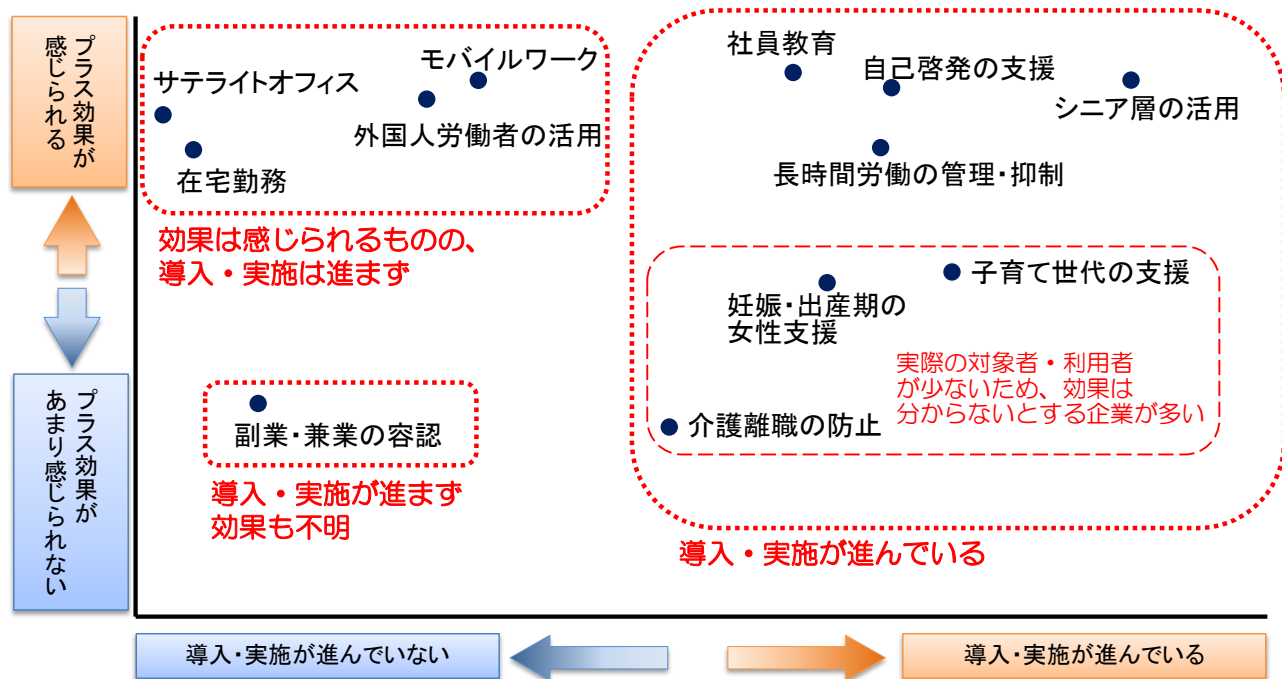 プラス効果が
感じられる
サテライトオフィス
モバイルワーク
外国人労働者の活用
在宅勤務
効果は感じられるものの、
導入・実施は進まず
社員教育
自己啓発の支援
シニア層の活用
長時間労働の管理・抑制
子育て世代の支援
妊娠・出産期の
女性支援
実際の対象者・利用者
が少ないため、効果は
分からないとする企業が多い
介護離職の防止
プラス効果が
あまり感じられない
副業・兼業の容認
導入・実施が進まず
効果も不明
導入・実施が進んでいる
導入・実施が進んでいない
導入・実施が進んでいる